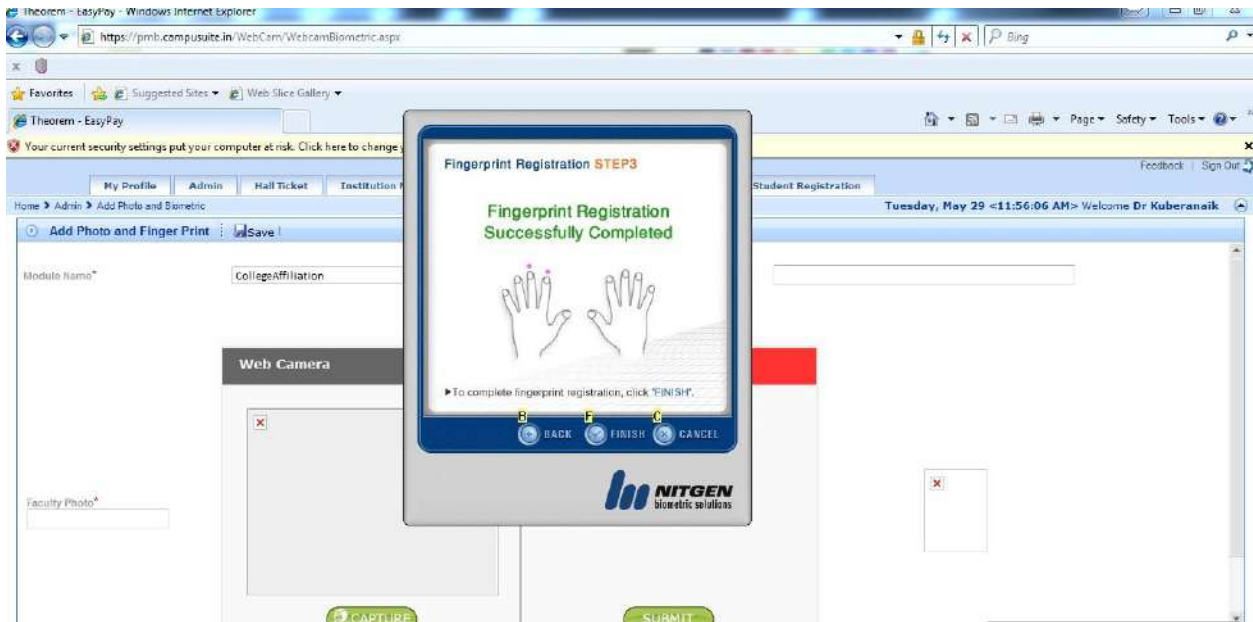 Theorem - EasyPay - Windows Internet Explorer
https://pmb.campusuite.in/WebCam/WebcamBiometric.aspx
Bing
Favorites Suggested Sites Web Slice Gallery
Theorem - EasyPay
Page Safety Tools
Your current security settings put your computer at risk. Click here to change
Feedback | Sign Out
My Profile Admin Hall Ticket Institution Student Registration
Home Admin Add Photo and Biometric
Tuesday, May 29 <11:56:06 AM> Welcome Dr Kuberanaik
Add Photo and Finger Print Save |
Module Name*
CollegeAffiliation
Web Camera
Faculty Photo*
CAPTURE
SUBMIT
Fingerprint Registration STEP3
Fingerprint Registration
Successfully Completed
To complete fingerprint registration, click "FINISH".
B F C
BACK FINISH CANCEL
NITGEN
biometric solutions